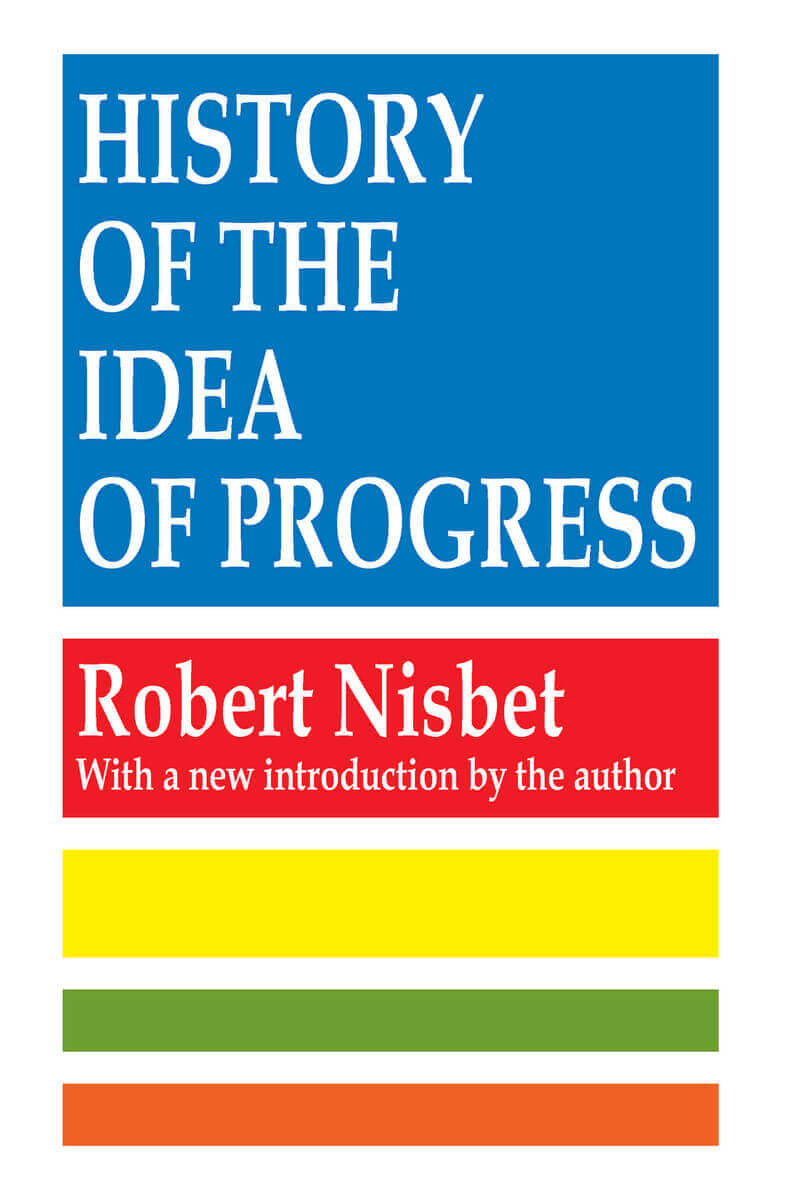 HISTORY
OF THE
IDEA
OF PROGRESS
Robert Nisbet
With a new introduction by the author